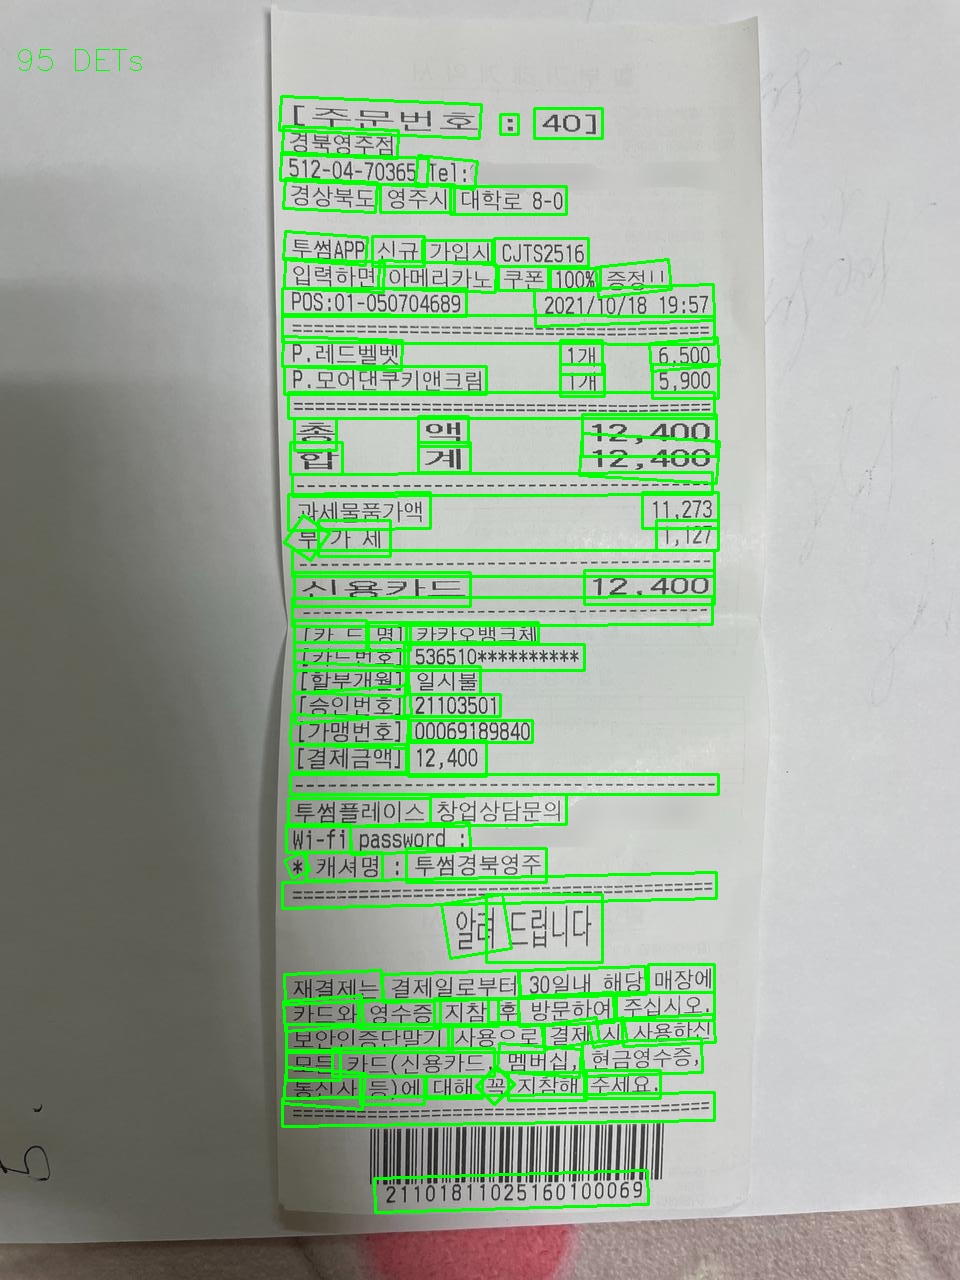 95 DETs
[주문번호 : 40]
경북영주점
512-04-70365 Tel:
경상북도 영주시 대학로 8-0
투썸APP 신규 가입시 CJTS2516
입력하면 아메리카노 쿠폰 100% 증정!!
POS:01-050704689 2021/10/18 19:57
========================================
P.레드벨벳 1개 6,500
P.모어댄쿠키앤크림 1개 5,900
========================================
총 액 12,400
합 계 12,400
----------------------------------------
과세물품가액 11,273
부 가 세 1,127
----------------------------------------
신용카드 12,400
----------------------------------------
[카 드 명] 카카오뱅크체
[카드번호] 536510**********
[할부개월] 일시불
[승인번호] 21103501
[가맹번호] 00069189840
[결제금액] 12,400
----------------------------------------
투썸플레이스 창업상담문의
Wi-fi password :
* 캐셔명 : 투썸경북영주
========================================
알려 드립니다
재결제는 결제일로부터 30일내 해당 매장에
카드와 영수증 지참 후 방문하여 주십시오.
보안인증단말기 사용으로 결제 시 사용하신
모든 카드(신용카드, 멤버십, 현금영수증,
통신사 등)에 대해 꼭 지참해 주세요.
========================================
21101811025160100069